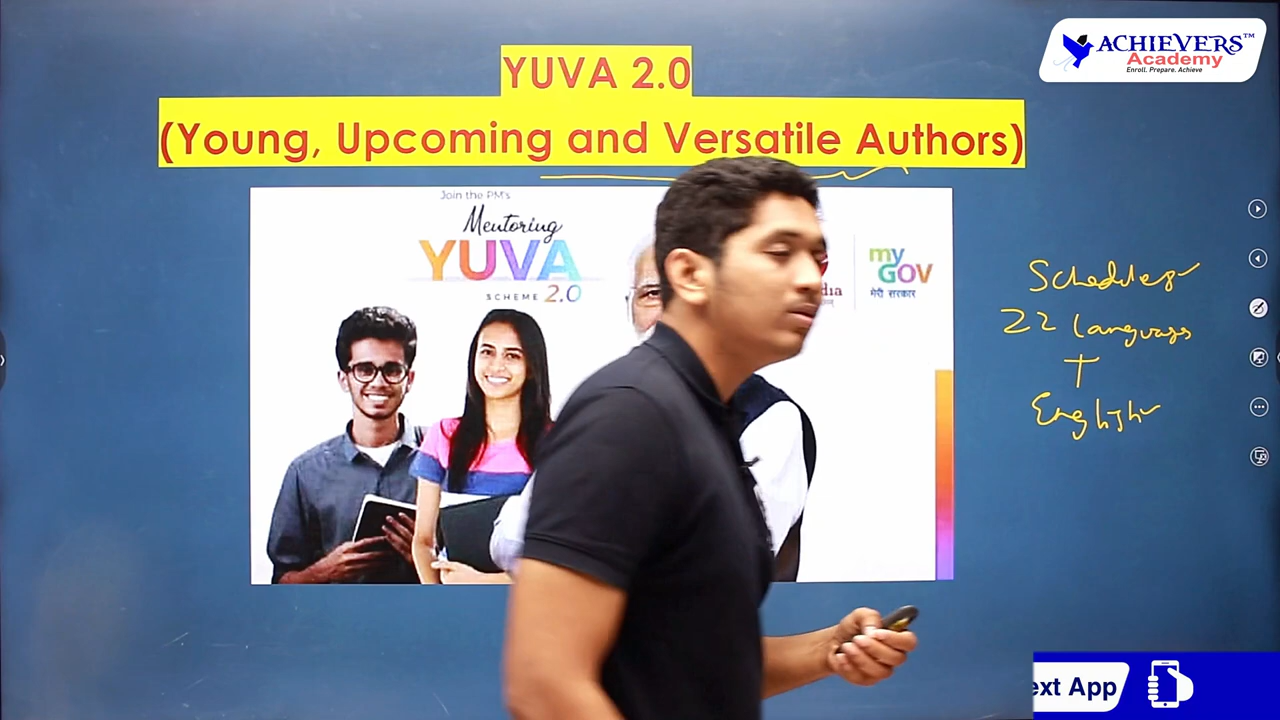 ACHIEVERS™
Academy
Enroll. Prepare. Achieve
YUVA 2.0
(Young, Upcoming and Versatile Authors)
Join the PM's
Mentoring
YUVA
SCHEME 2.0
dia
my
GOV
मेरी सरकार
22 languages
+
English
ext App